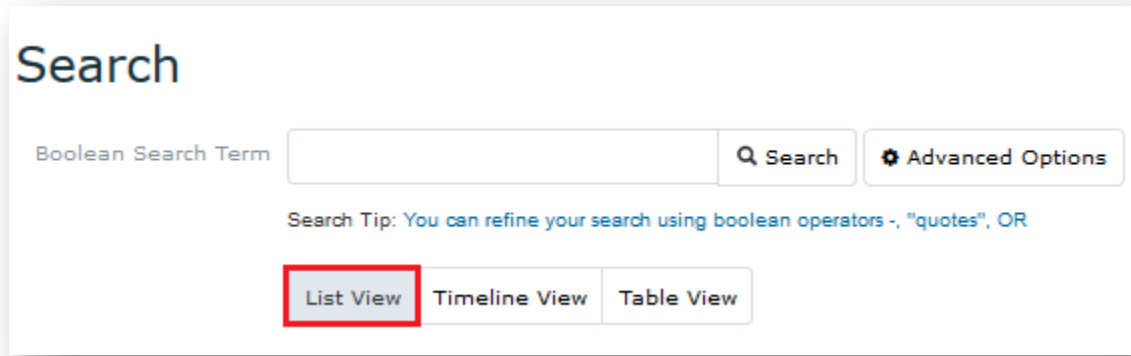 Search
Boolean Search Term Search Advanced Options
Search Tip: You can refine your search using boolean operators -, "quotes", OR
List View Timeline View Table View